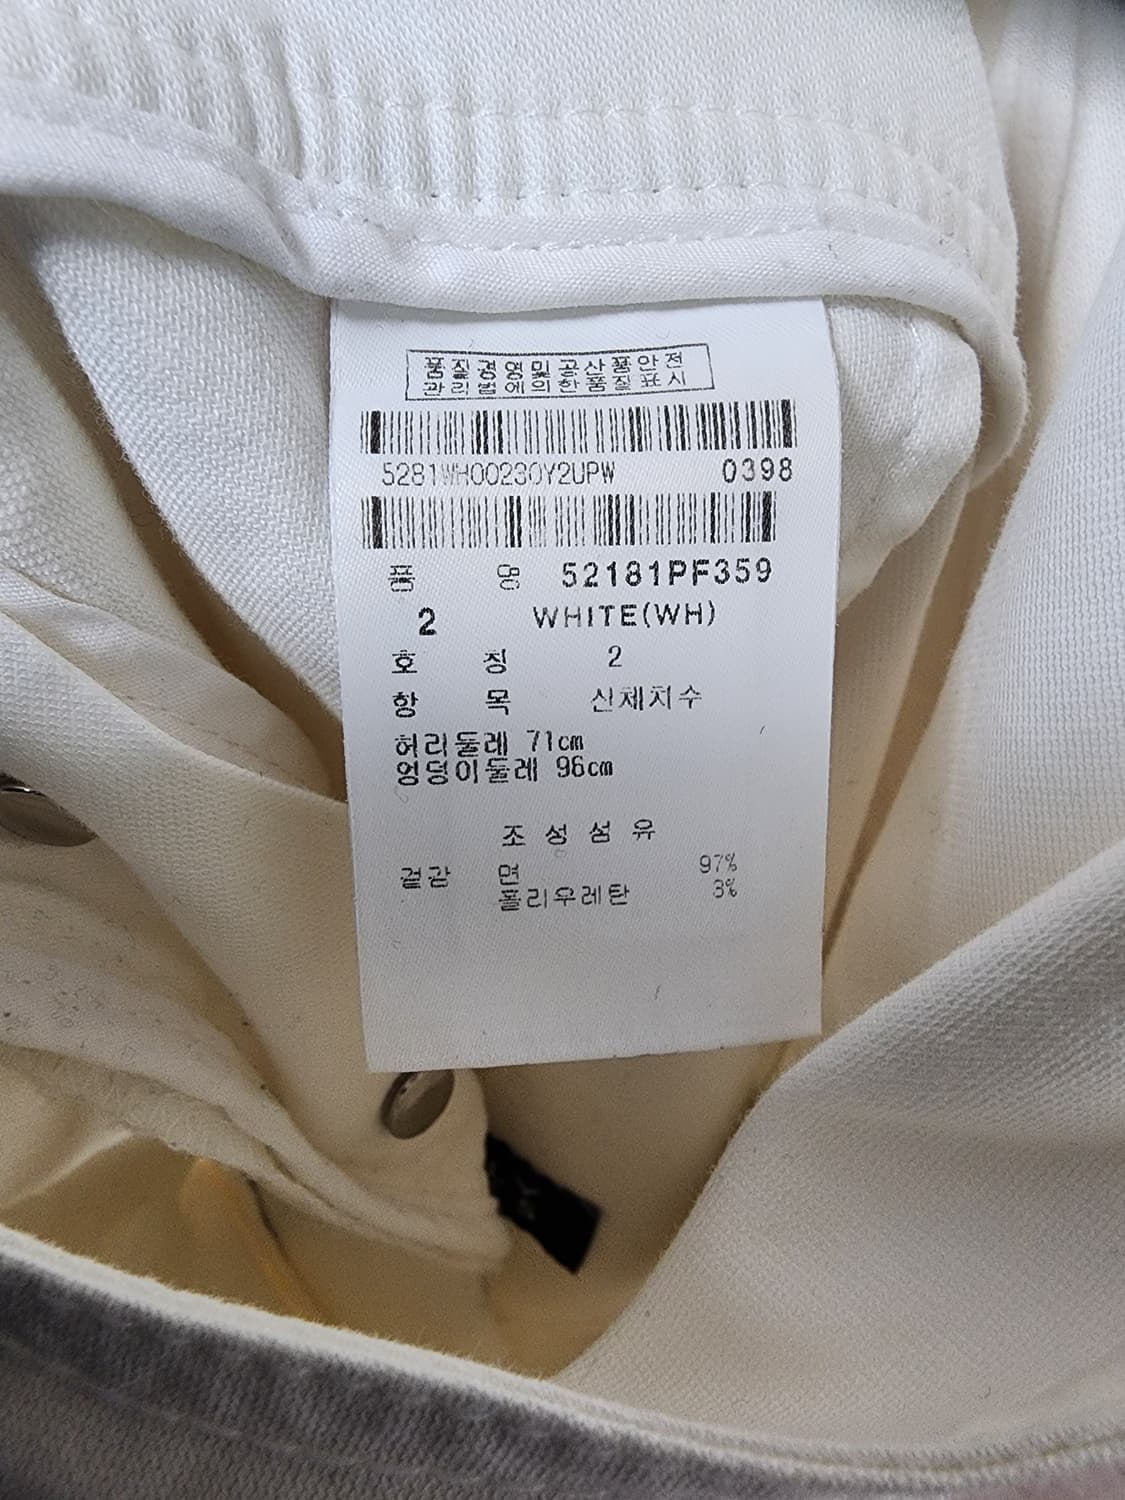 품질경영및공산품안전
관리법에의한품질표시
5281WH00230Y2UPW 0398
품 명 52181PF359
2 WHITE(WH)
호 칭 2
항 목 신체치수
허리둘레 71cm
엉덩이둘레 96cm
조 성 섬 유
겉감 면 97%
폴리우레탄 3%